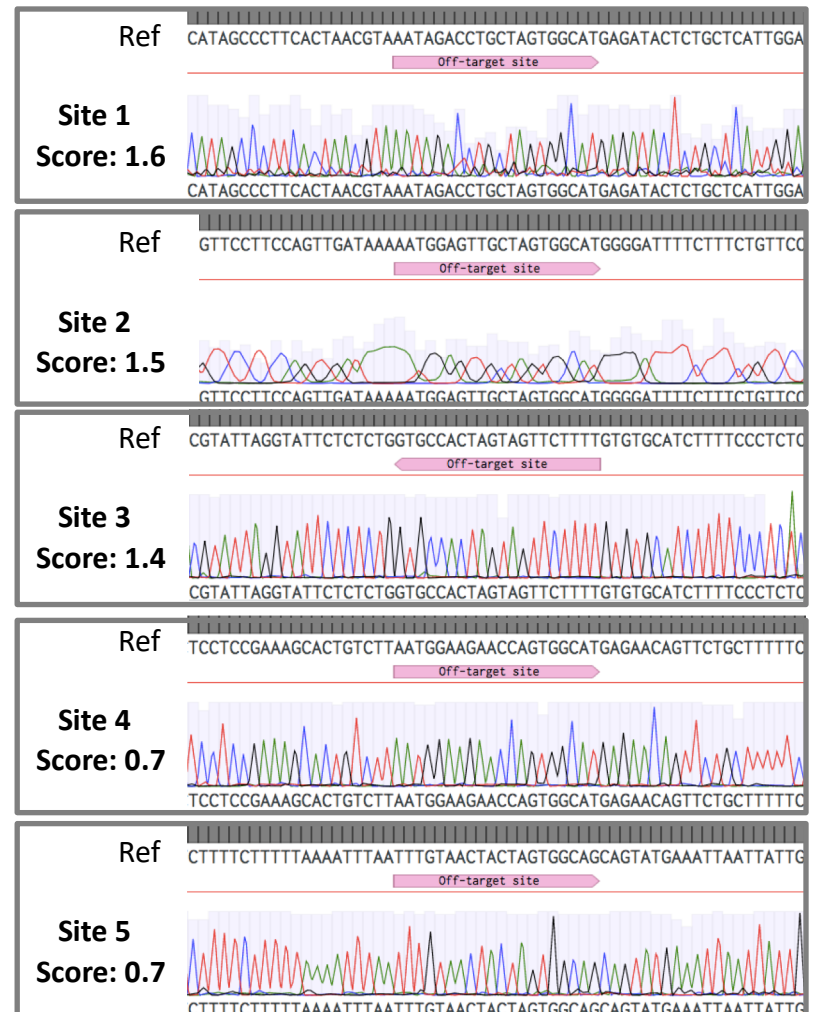 Ref
CATAGCCCTTCACTAACGTAAATAGACCTGCTAGTGGCATGAGATACTCTGCTCATTGGA
Off-target site
Site 1
Score: 1.6
CATAGCCCTTCACTAACGTAAATAGACCTGCTAGTGGCATGAGATACTCTGCTCATTGGA
Ref
GTTCCTTCCAGTTGATAAAAATGGAGTTGCTAGTGGCATGGGGATTTTCTTTCTGTTCC
Off-target site
Site 2
Score: 1.5
GTTCCTTCCAGTTGATAAAAATGGAGTTGCTAGTGGCATGGGGATTTTCTTTCTGTTCC
Ref
CGTATTAGGTATTCTCTCTGGTGCCACTAGTAGTTCTTTTGTGTGCATCTTTTCCCTCTC
Off-target site
Site 3
Score: 1.4
CGTATTAGGTATTCTCTCTGGTGCCACTAGTAGTTCTTTTGTGTGCATCTTTTCCCTCTC
Ref
TCCTCCGAAAGCACTGTCTTAATGGAAGAACCAGTGGCATGAGAACAGTTCTGCTTTTTC
Off-target site
Site 4
Score: 0.7
TCCTCCGAAAGCACTGTCTTAATGGAAGAACCAGTGGCATGAGAACAGTTCTGCTTTTTC
Ref
CTTTTCTTTTTAAAATTTAATTTGTAACTACTAGTGGCAGCAGTATGAAATTAATTATTG
Off-target site
Site 5
Score: 0.7
CTTTTCTTTTTAAAATTTAATTTGTAACTACTAGTGGCAGCAGTATGAAATTAATTATTG